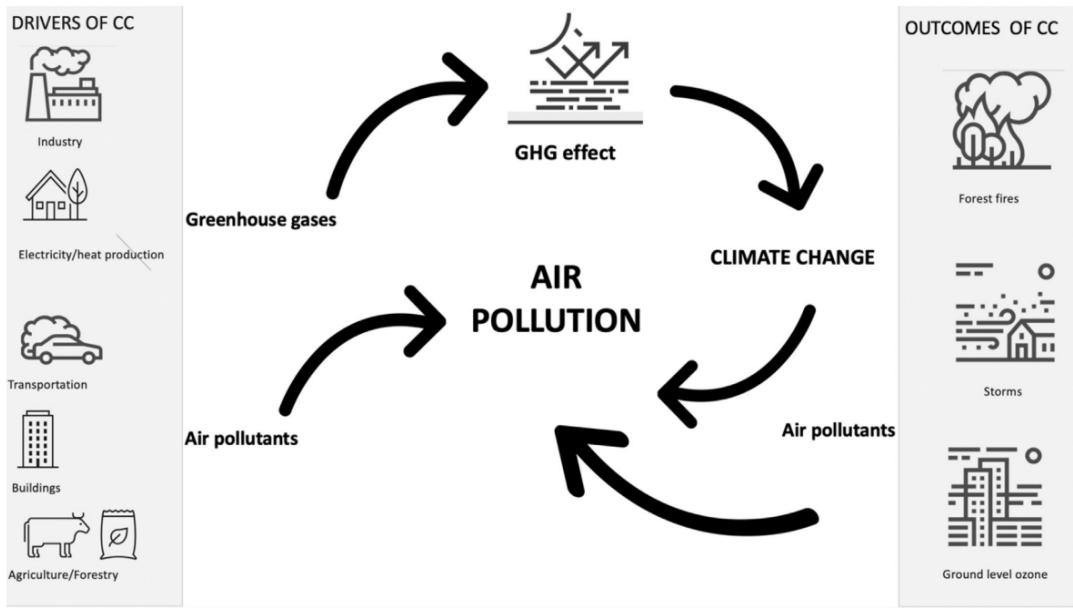 DRIVERS OF CC
Industry
Electricity/heat production
Transportation
Buildings
Agriculture/Forestry
GHG effect
Greenhouse gases
CLIMATE CHANGE
AIR
POLLUTION
Air pollutants
Air pollutants
OUTCOMES OF CC
Forest fires
Storms
Ground level ozone